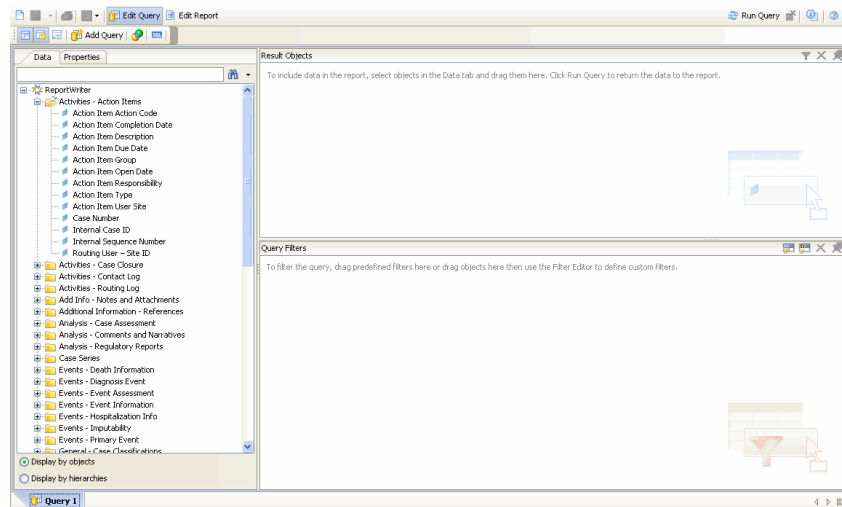 Edit Query Edit Report Run Query
Add Query SQL
Data Properties
ReportWriter
Activities - Action Items
Action Item Action Code
Action Item Completion Date
Action Item Description
Action Item Due Date
Action Item Group
Action Item Open Date
Action Item Responsibility
Action Item Type
Action Item User Site
Case Number
Internal Case ID
Internal Sequence Number
Routing User – Site ID
Activities - Case Closure
Activities - Contact Log
Activities - Routing Log
Add Info - Notes and Attachments
Additional Information - References
Analysis - Case Assessment
Analysis - Comments and Narratives
Analysis - Regulatory Reports
Case Series
Events - Death Information
Events - Diagnosis Event
Events - Event Assessment
Events - Event Information
Events - Hospitalization Info
Events - Imputability
Events - Primary Event
General - Case Classifications
Display by objects
Display by hierarchies
Result Objects
To include data in the report, select objects in the Data tab and drag them here. Click Run Query to return the data to the report.
Query Filters
To filter the query, drag predefined filters here or drag objects here then use the Filter Editor to define custom filters.
Query 1